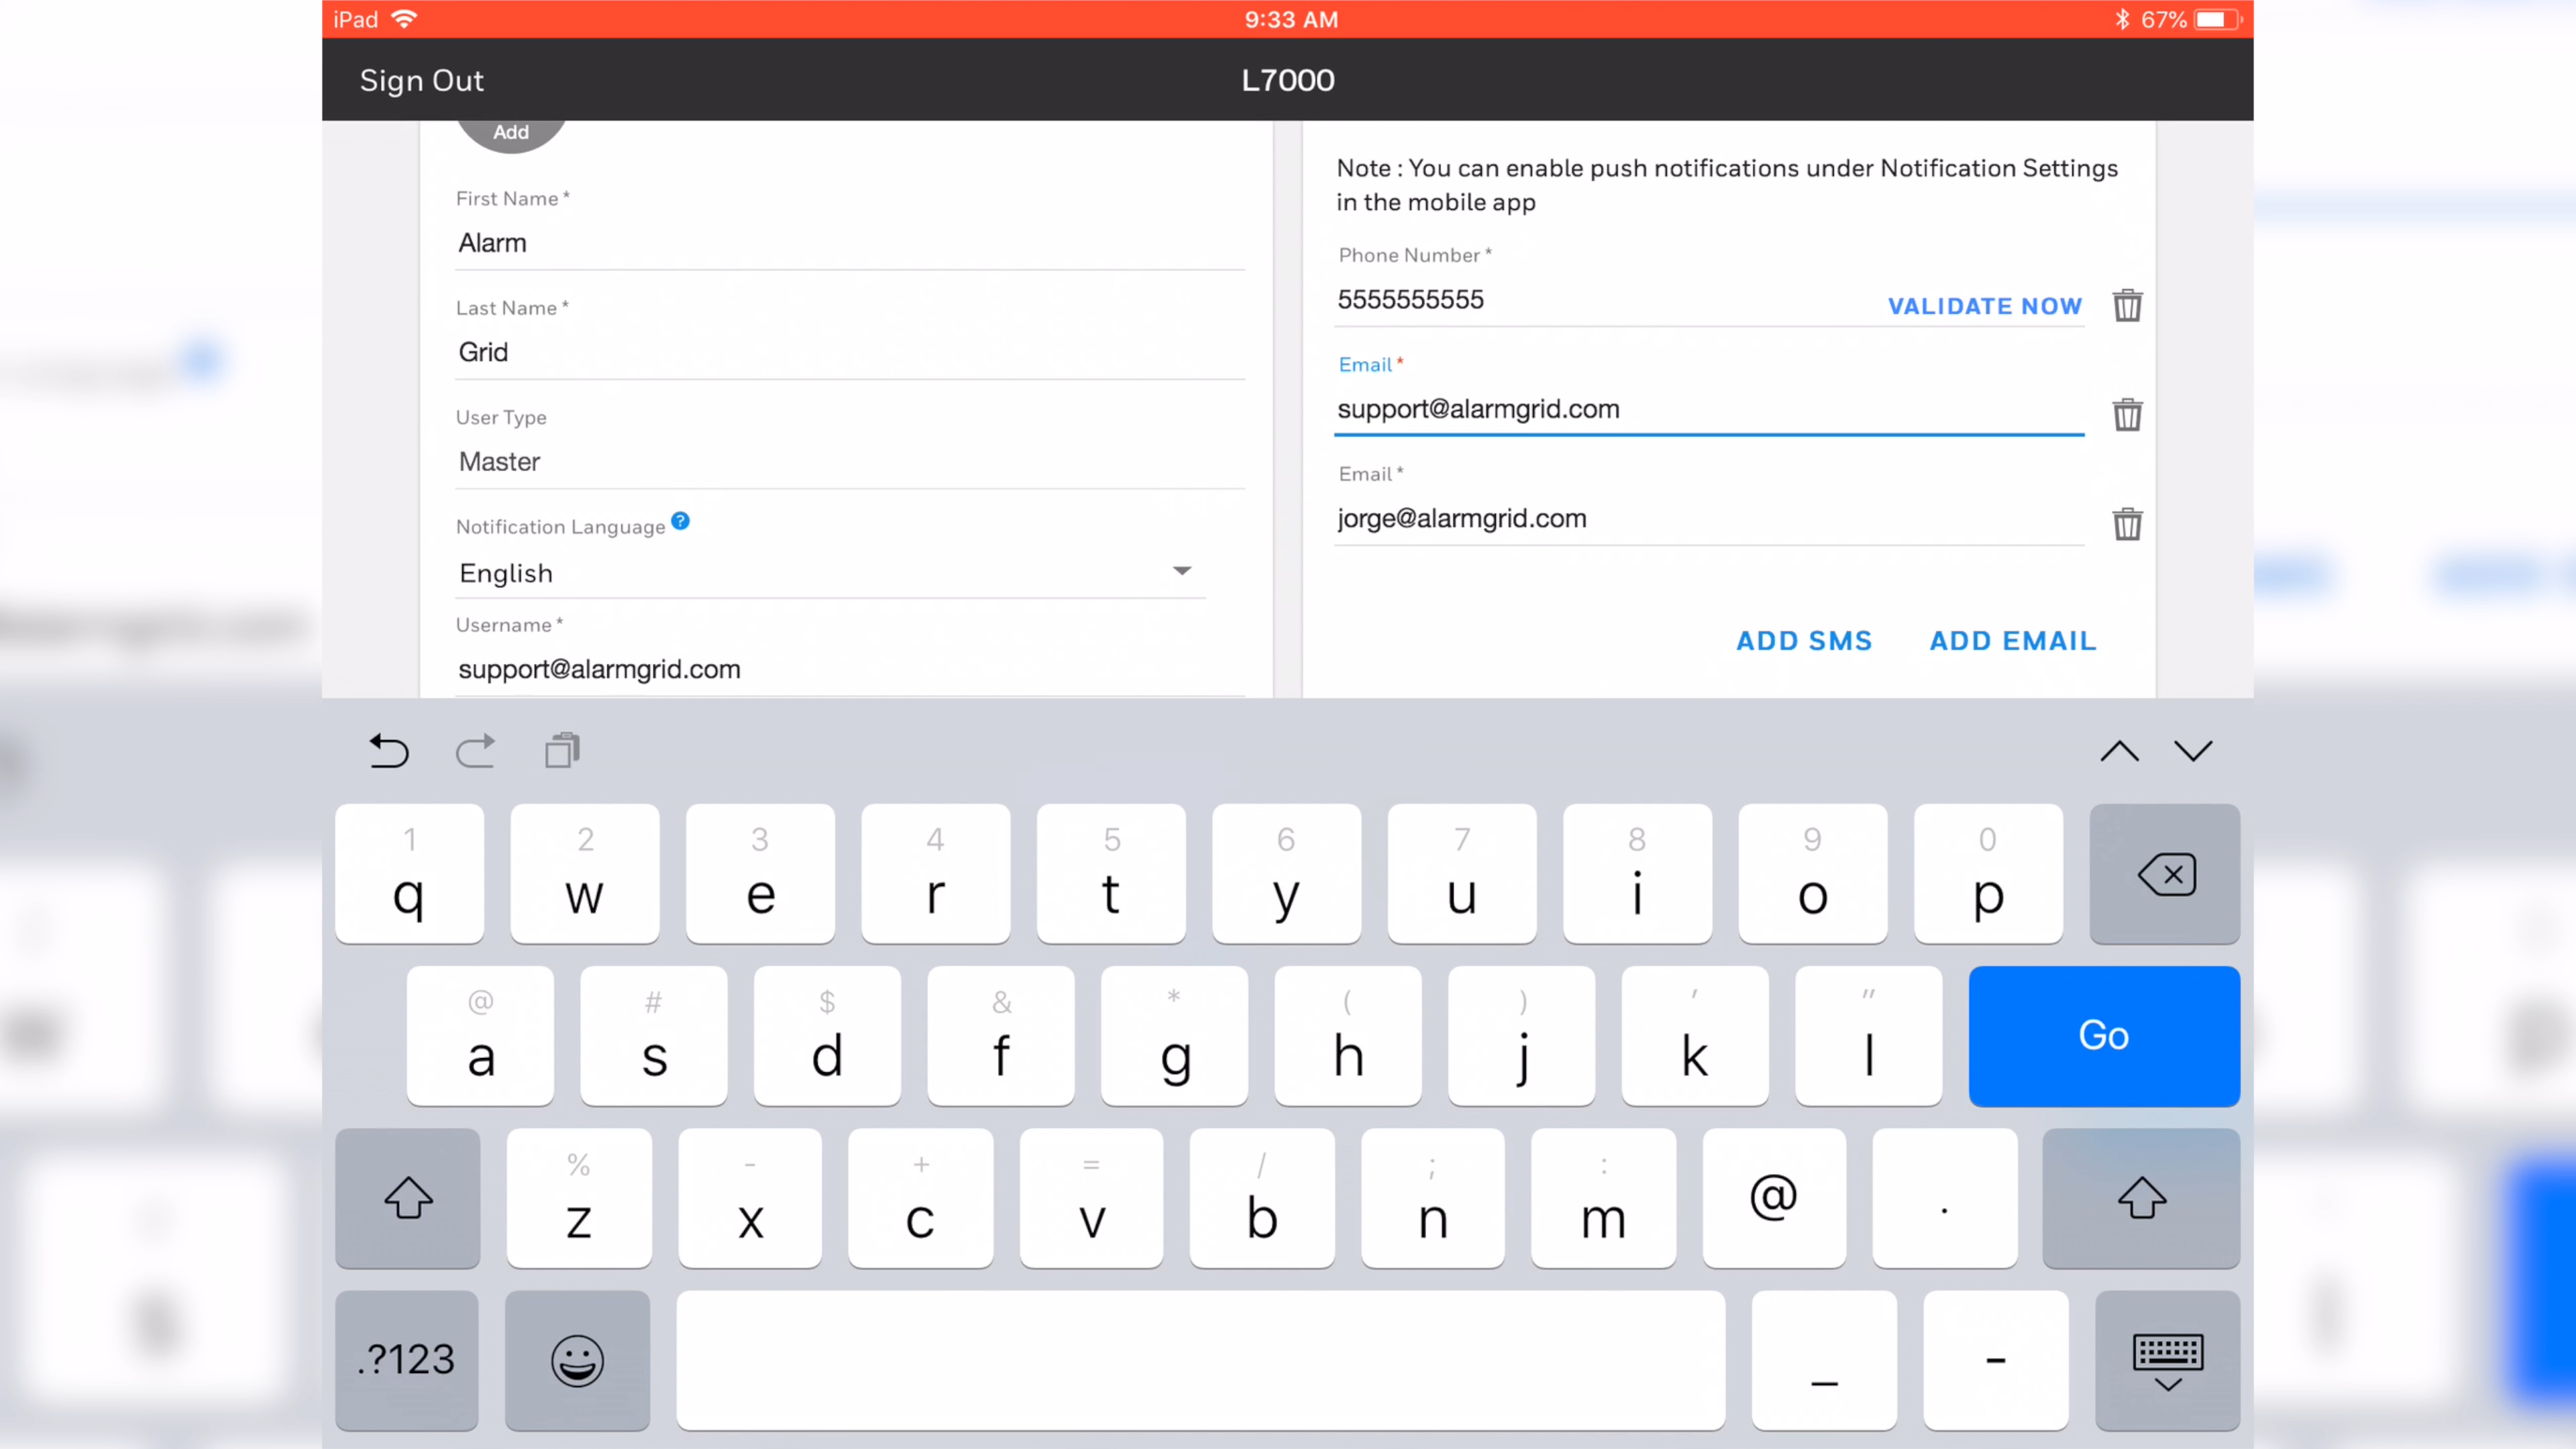 iPad 9:33 AM 67%
Sign Out L7000
Add
First Name *
Alarm
Last Name *
Grid
User Type
Master
Notification Language ?
English
Username *
support@alarmgrid.com
Note : You can enable push notifications under Notification Settings
in the mobile app
Phone Number *
5555555555 VALIDATE NOW
Email *
support@alarmgrid.com
Email *
jorge@alarmgrid.com
ADD SMS ADD EMAIL
1 2 3 4 5 6 7 8 9 0
q w e r t y u i o p
@ # $ & * ( ) ' "
a s d f g h j k l Go
% - + = / ; :
z x c v b n m @ .
.?123 _ -